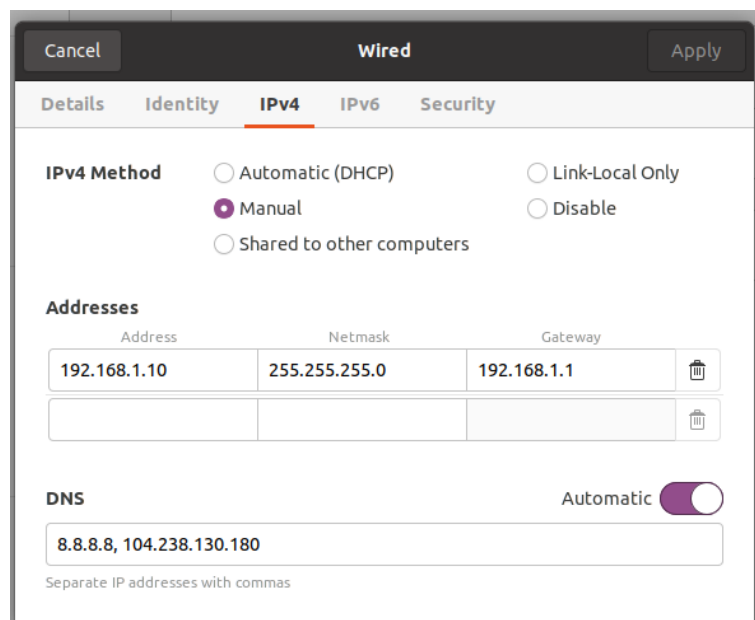 Cancel Wired Apply
Details Identity IPv4 IPv6 Security
IPv4 Method Automatic (DHCP) Link-Local Only
Manual Disable
Shared to other computers
Addresses
Address Netmask Gateway
192.168.1.10 255.255.255.0 192.168.1.1
DNS Automatic
8.8.8.8, 104.238.130.180
Separate IP addresses with commas